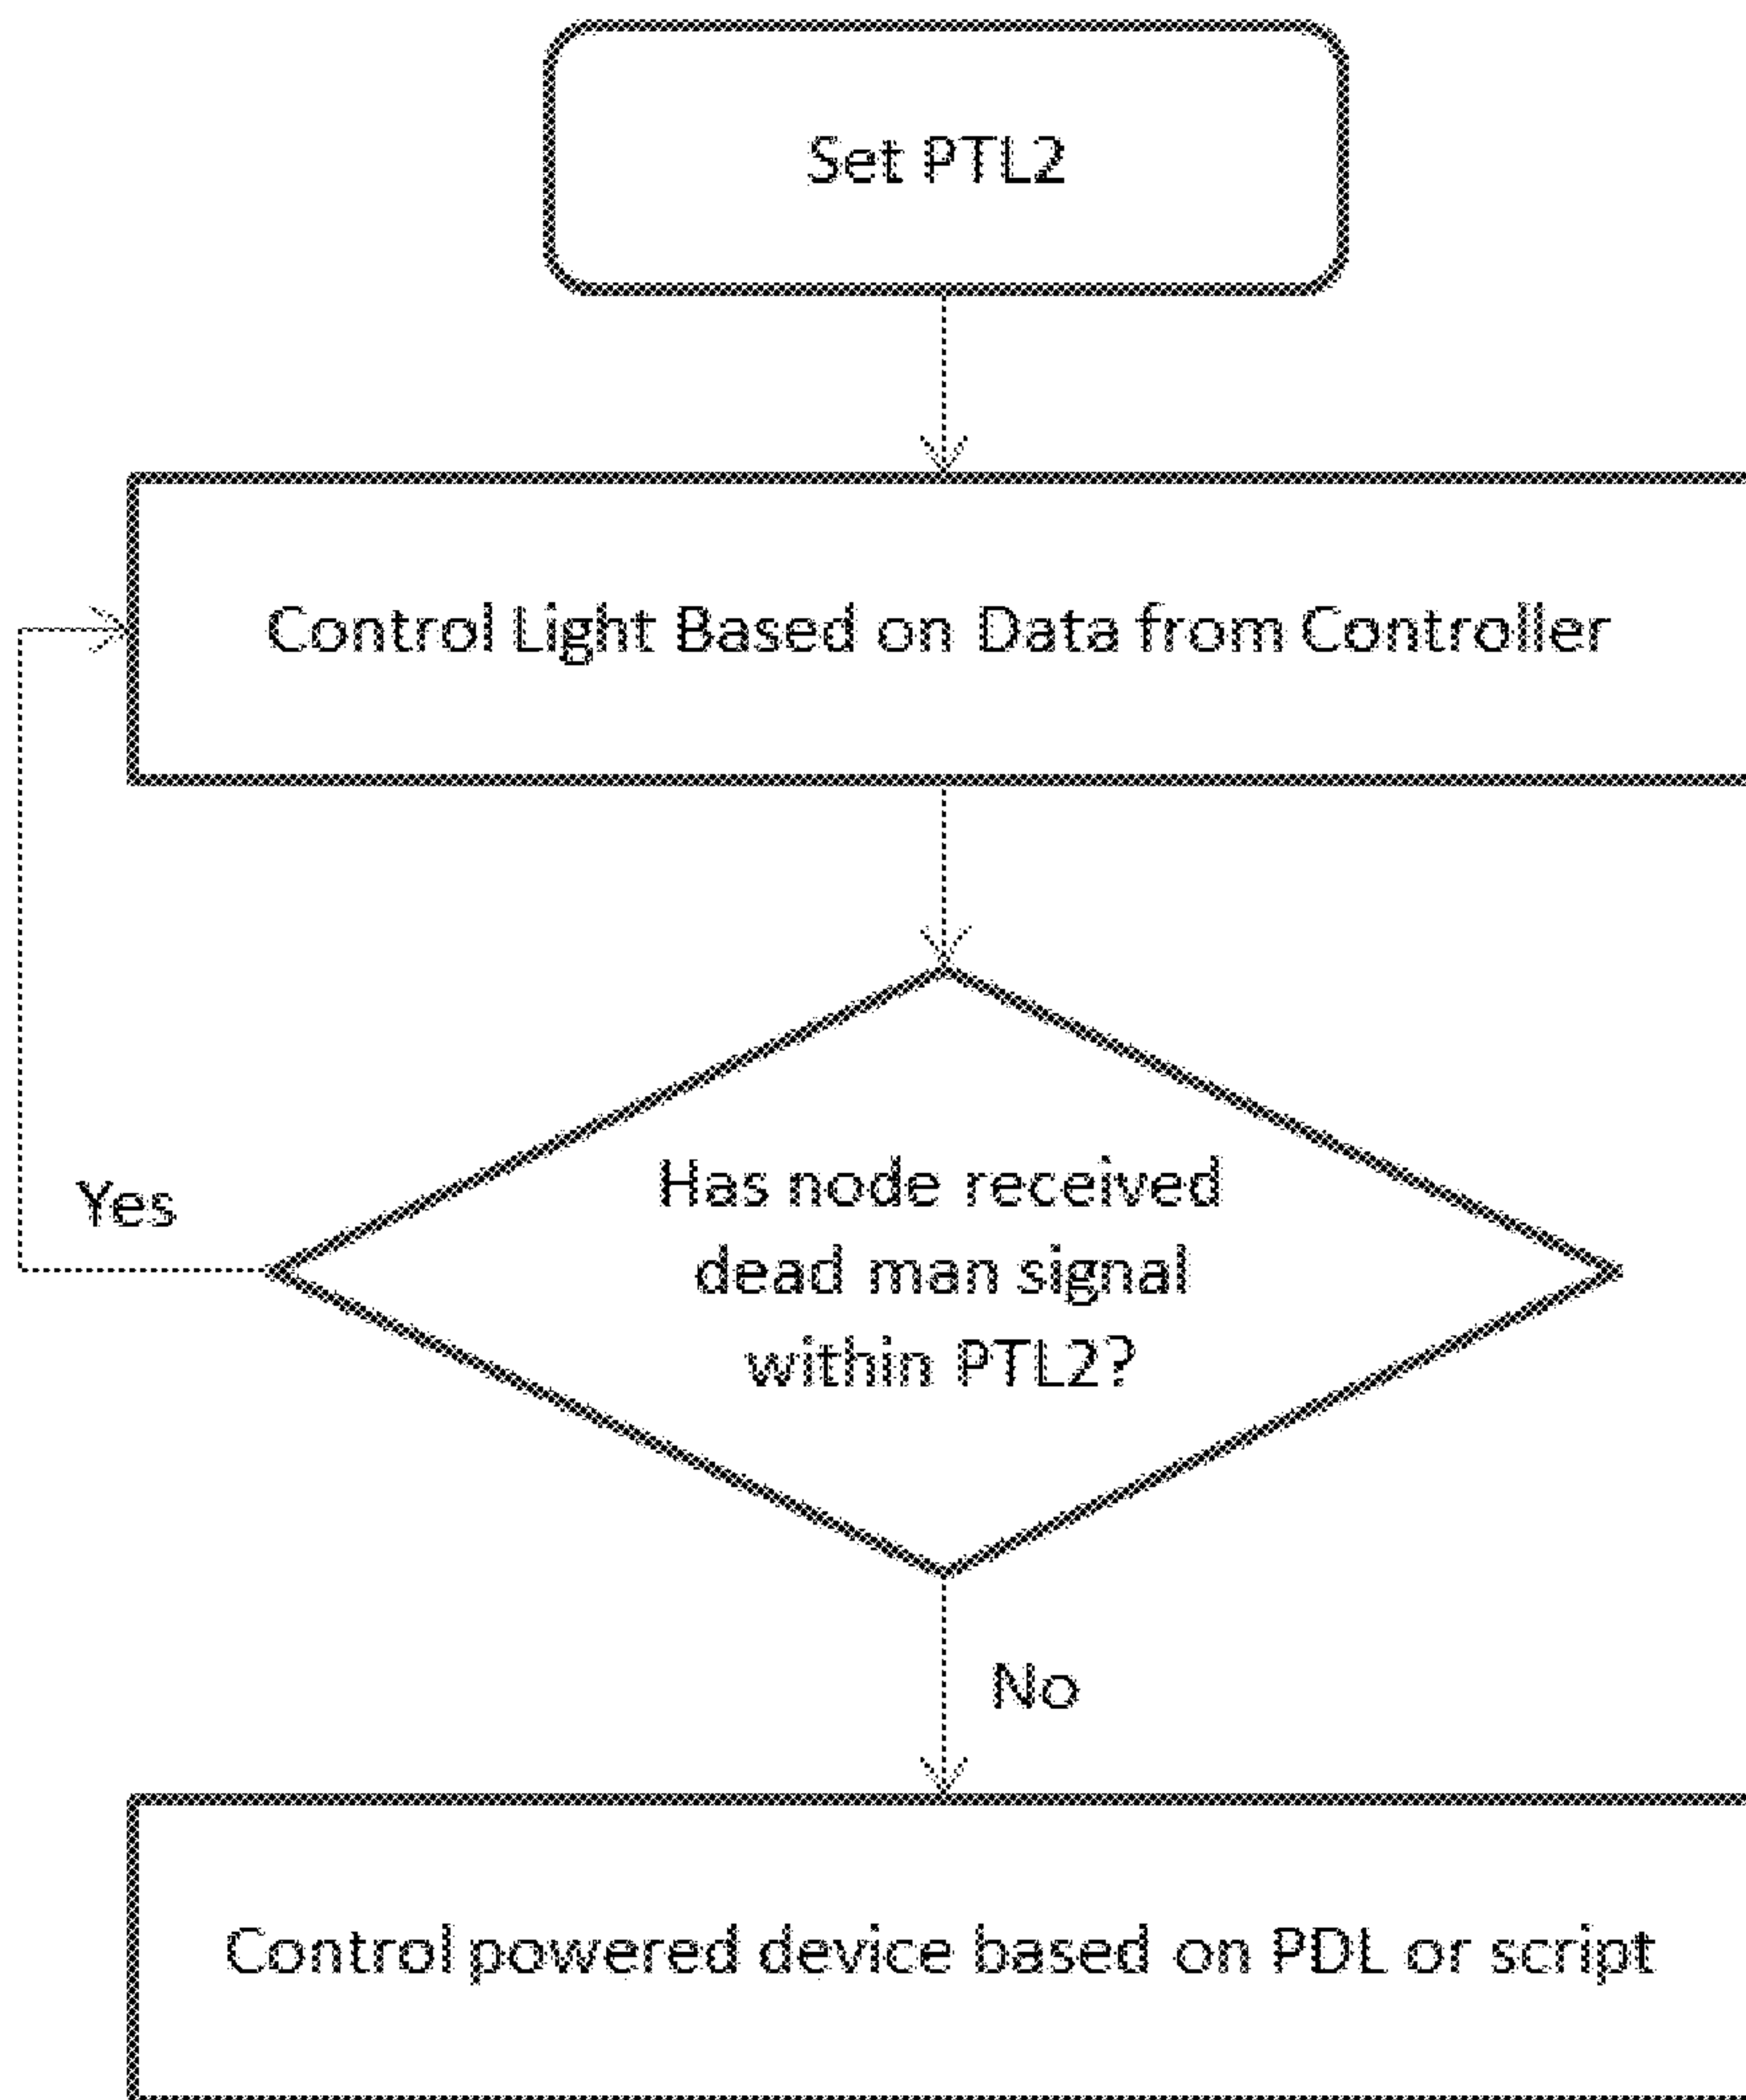 Set PTL2
Control Light Based on Data from Controller
Has node received
dead man signal
within PTL2?
Yes
No
Control powered device based on PDL or script